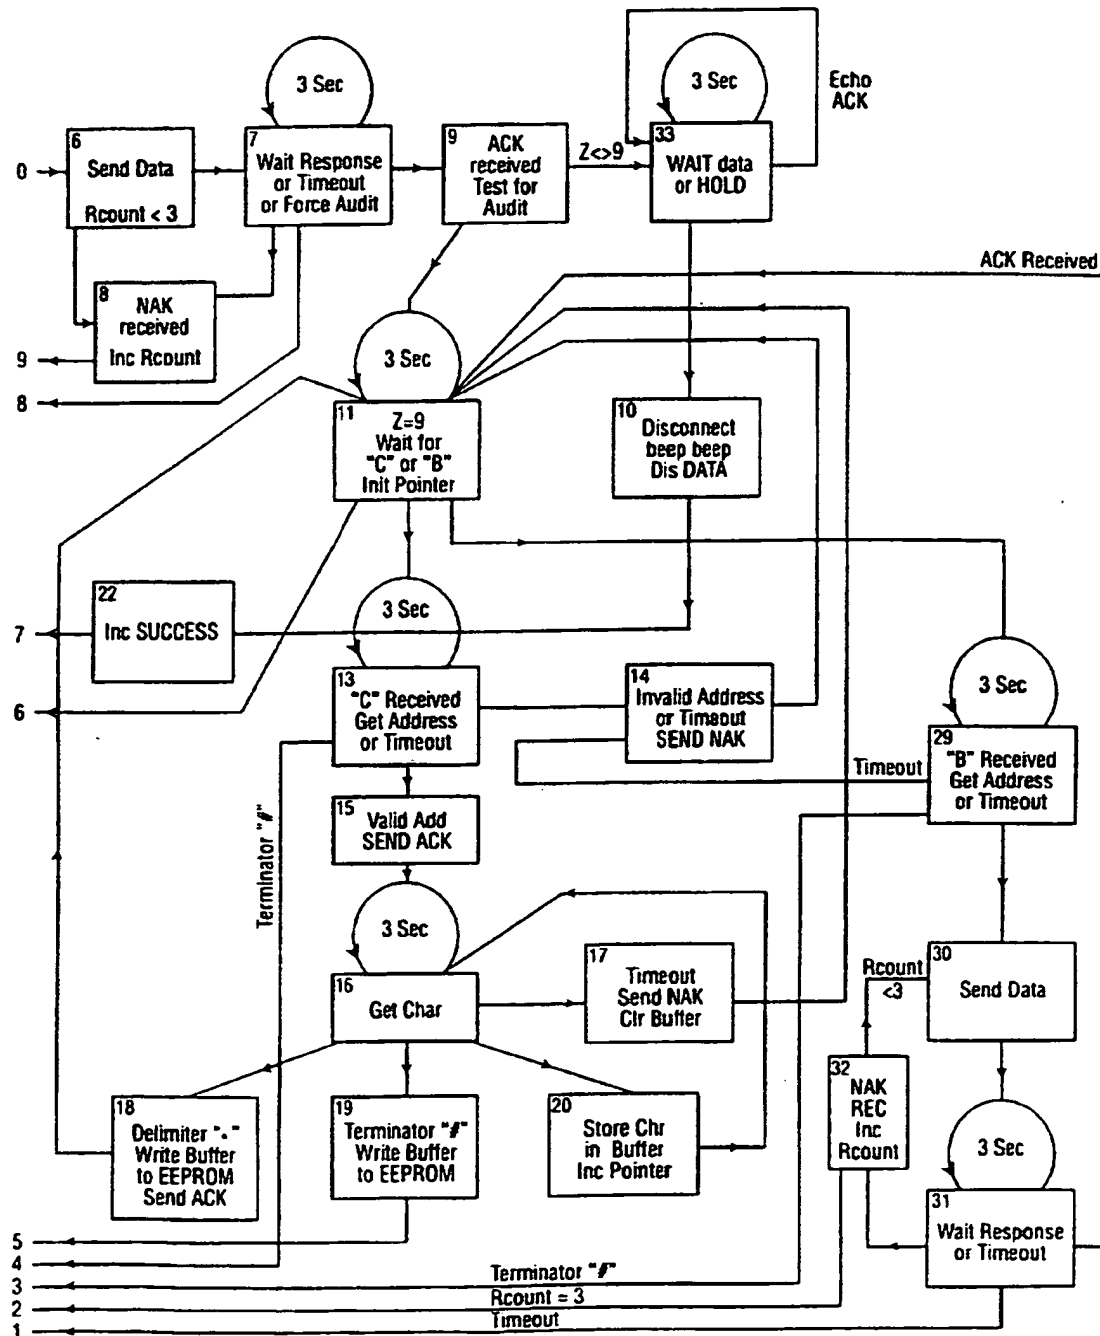 3 Sec
3 Sec
Echo
ACK
0
6
Send Data
Rcount < 3
7
Wait Response
or Timeout
or Force Audit
9
ACK
received
Test for
Audit
Z<>9
33
WAIT data
or HOLD
ACK Received
8
NAK
received
Inc Rcount
9
8
3 Sec
11
Z=9
Wait for
"C" or "B"
Init Pointer
10
Disconnect
beep beep
Dis DATA
22
Inc SUCCESS
7
6
3 Sec
13
"C" Received
Get Address
or Timeout
14
Invalid Address
or Timeout
SEND NAK
3 Sec
29
"B" Received
Get Address
or Timeout
Timeout
15
Valid Add
SEND ACK
Terminator "#"
3 Sec
16
Get Char
17
Timeout
Send NAK
Clr Buffer
Rcount
<3
30
Send Data
18
Delimiter "."
Write Buffer
to EEPROM
Send ACK
19
Terminator "#"
Write Buffer
to EEPROM
20
Store Chr
in Buffer
Inc Pointer
32
NAK
REC
Inc
Rcount
3 Sec
31
Wait Response
or Timeout
5
4
3
Terminator "#"
2
Rcount = 3
1
Timeout